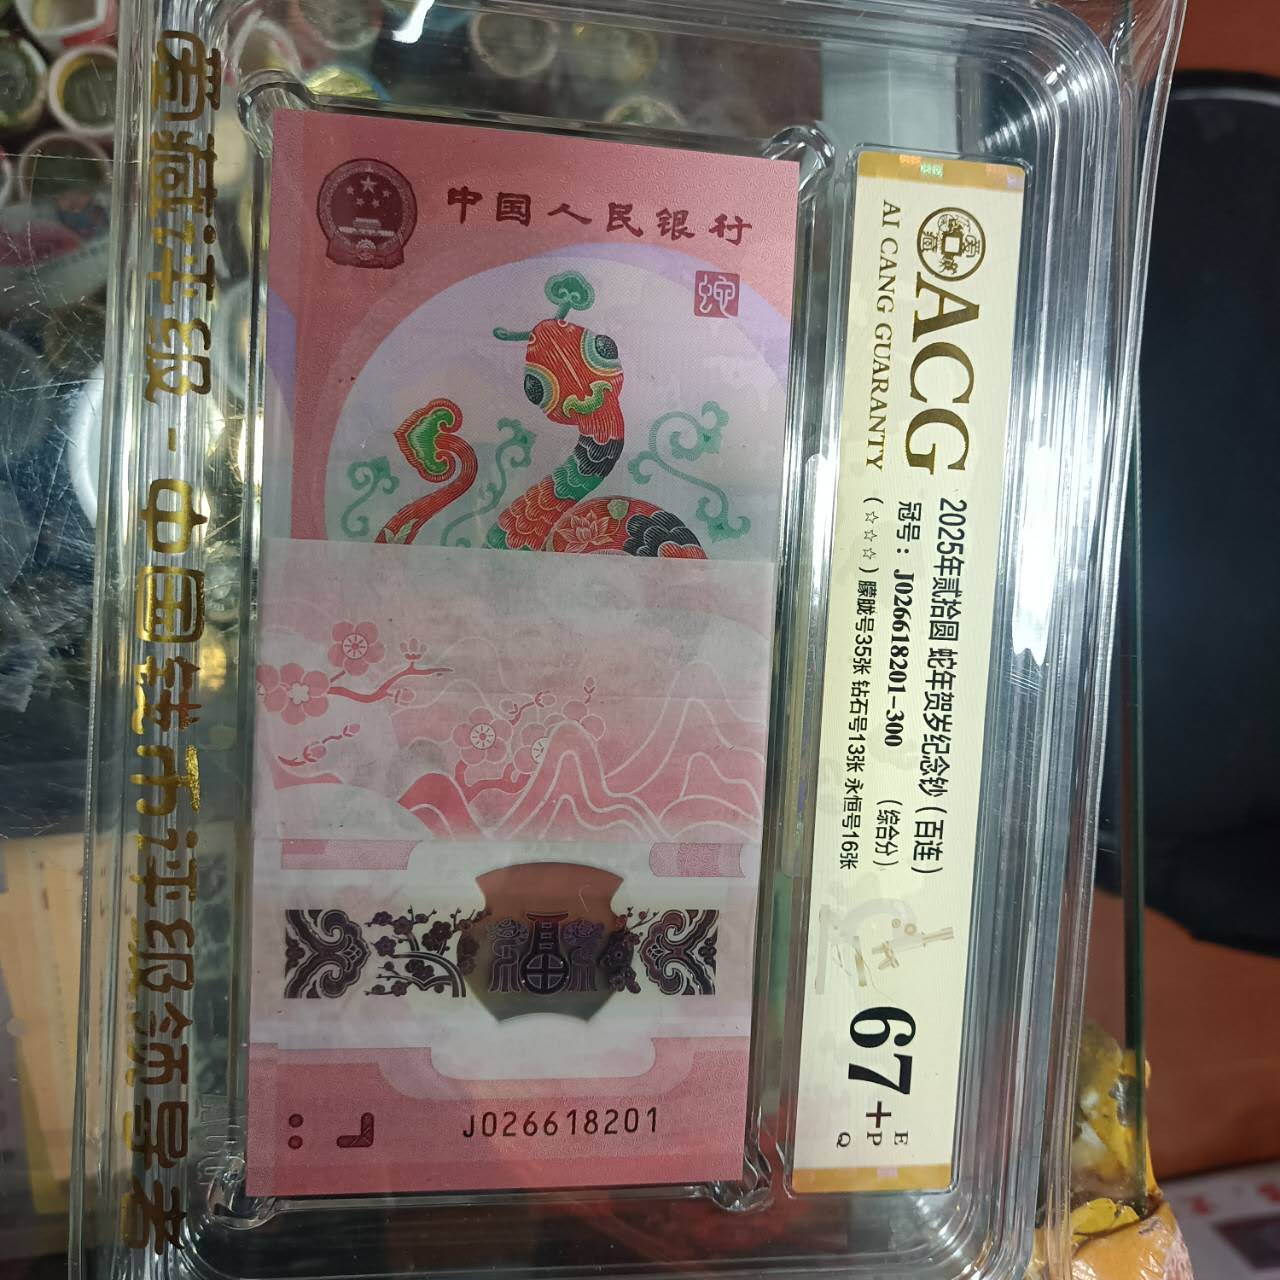 爱藏评级 - 中国钱币评级领导者
中国人民银行
蛇
福
J026618201
ACG
AI CANG GUARANTY
2025年贰拾圆 蛇年贺岁纪念钞（百连）
冠号：J026618201-300 （综合分）
（☆☆☆）朦胧号35张 钻石号13张 永恒号16张
67+
E
P
Q